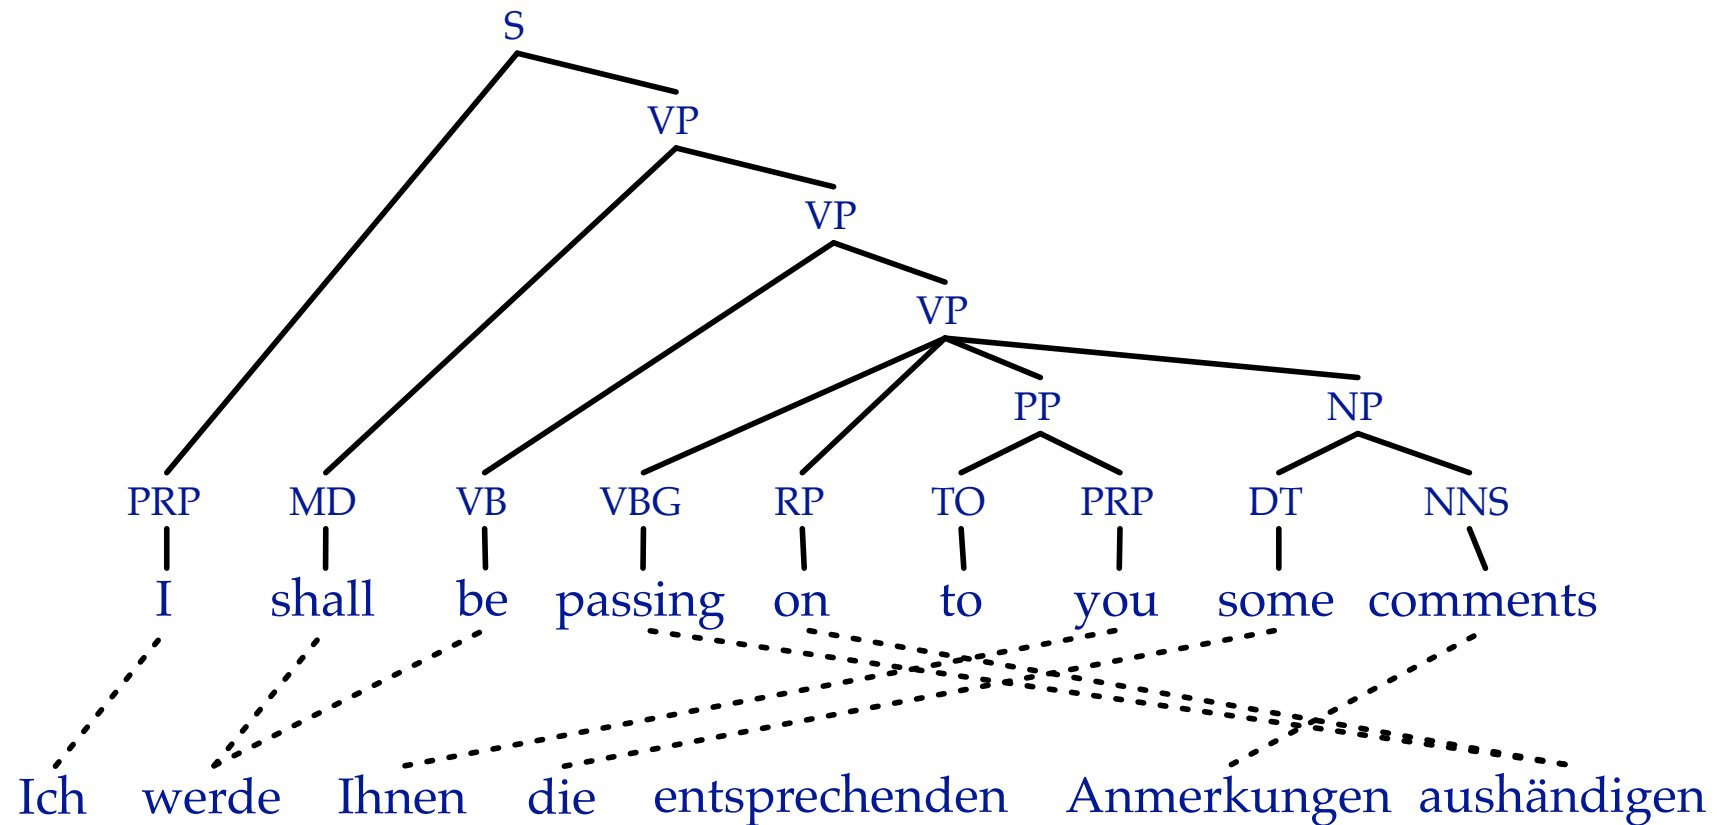 S
VP
VP
VP
PP NP
PRP MD VB VBG RP TO PRP DT NNS
I shall be passing on to you some comments
Ich werde Ihnen die entsprechenden Anmerkungen aushändigen